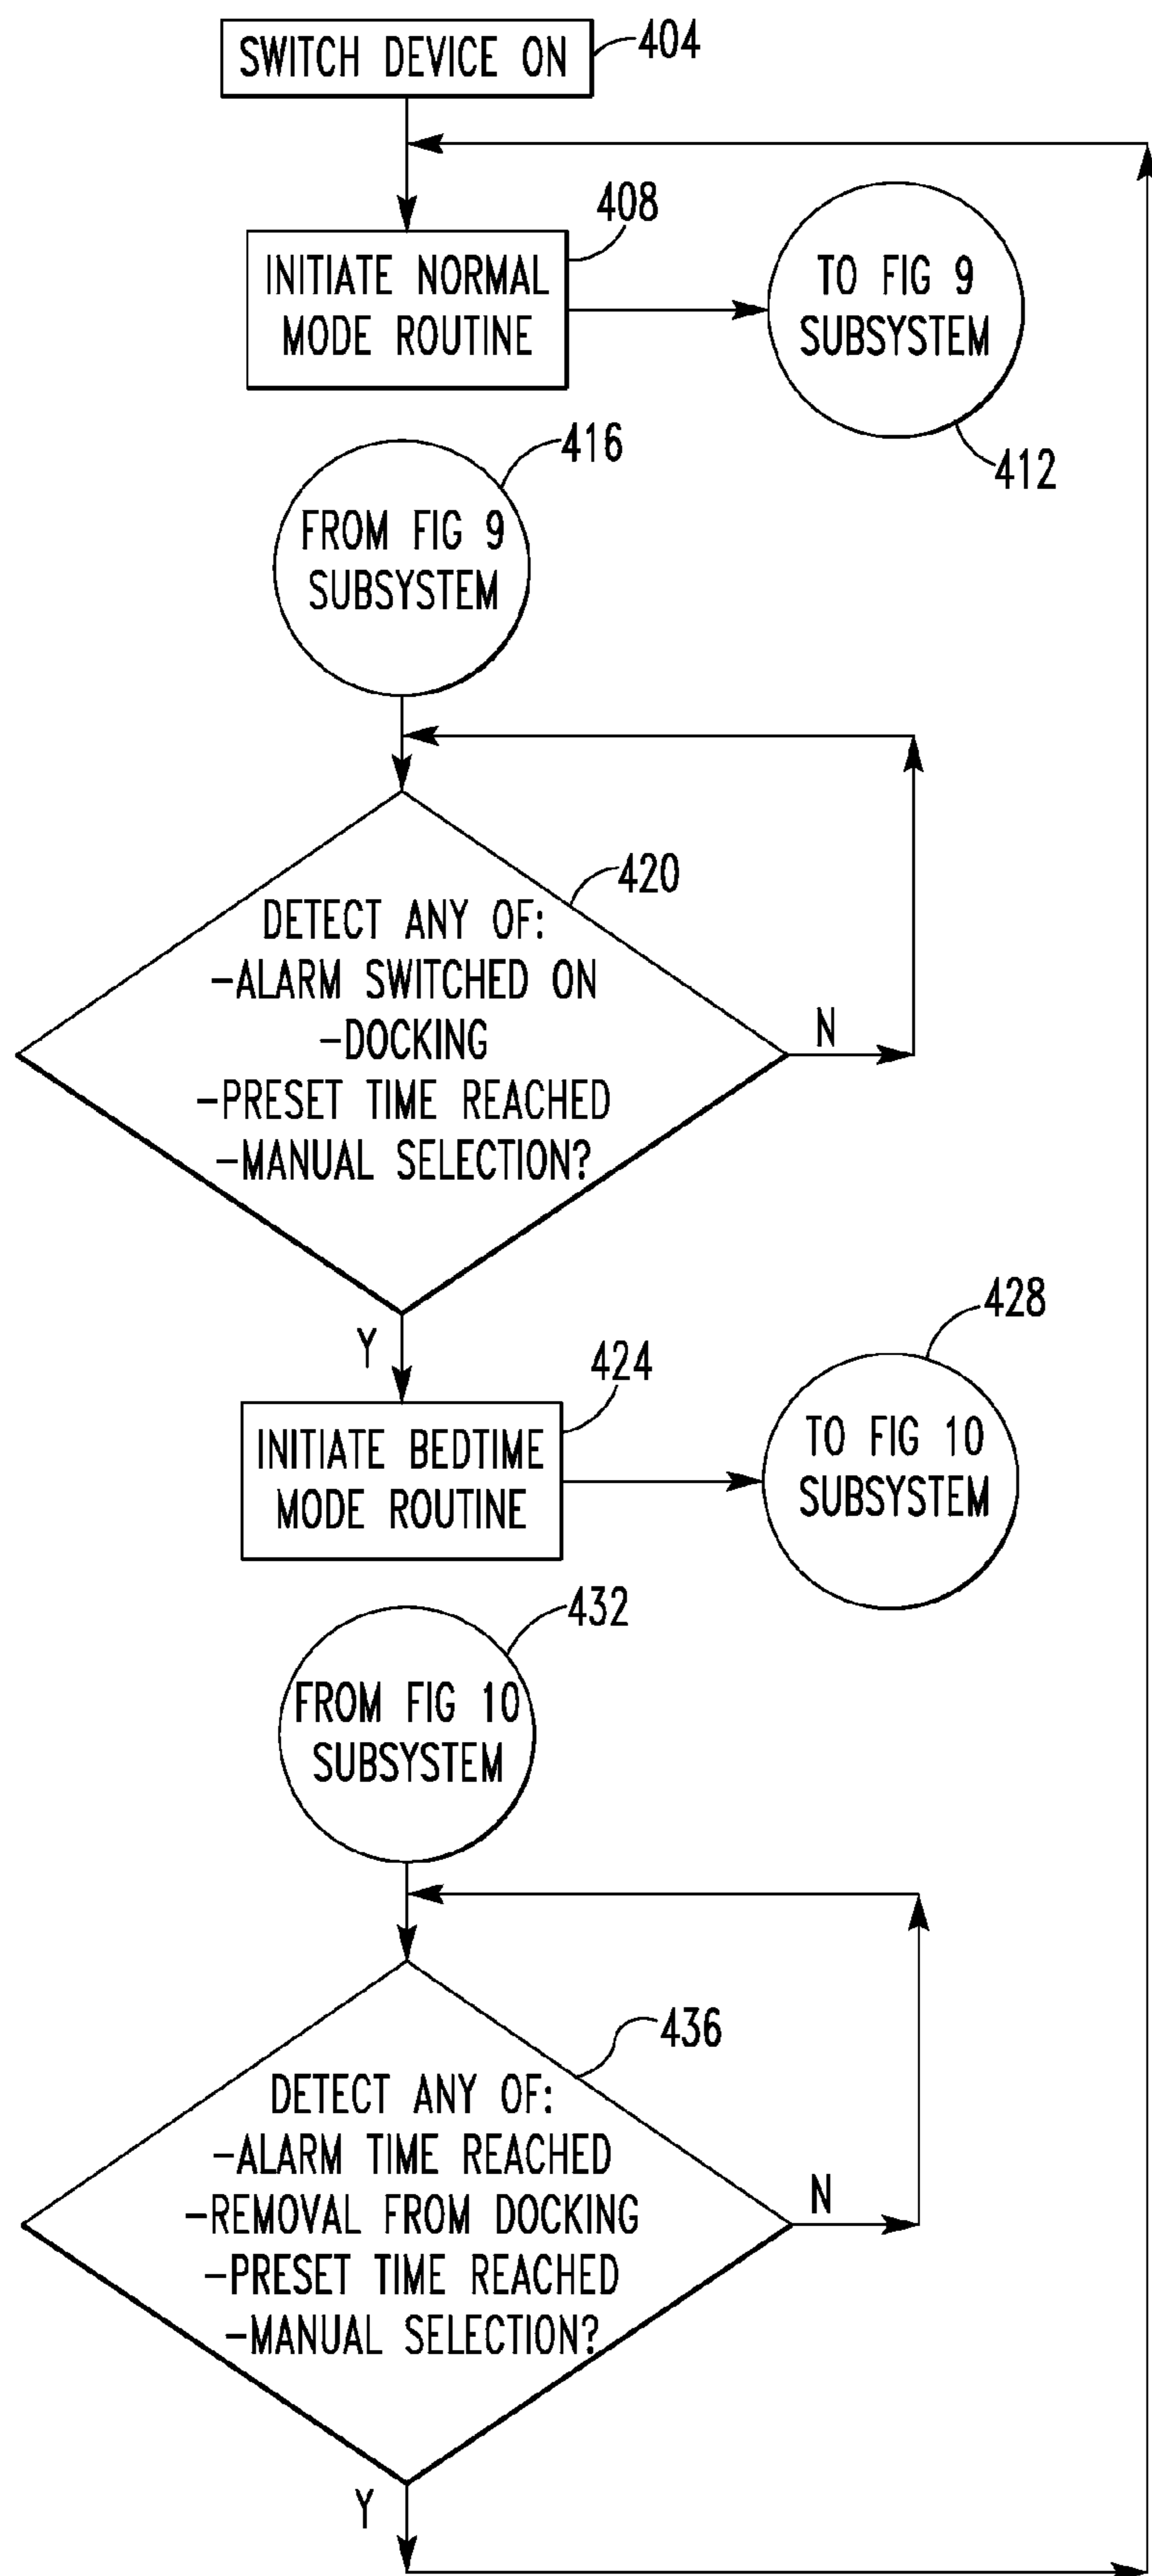 SWITCH DEVICE ON
404
408
INITIATE NORMAL
MODE ROUTINE
TO FIG 9
SUBSYSTEM
412
416
FROM FIG 9
SUBSYSTEM
420
DETECT ANY OF:
-ALARM SWITCHED ON
-DOCKING
-PRESET TIME REACHED
-MANUAL SELECTION?
N
Y
424
INITIATE BEDTIME
MODE ROUTINE
428
TO FIG 10
SUBSYSTEM
432
FROM FIG 10
SUBSYSTEM
436
DETECT ANY OF:
-ALARM TIME REACHED
-REMOVAL FROM DOCKING
-PRESET TIME REACHED
-MANUAL SELECTION?
N
Y